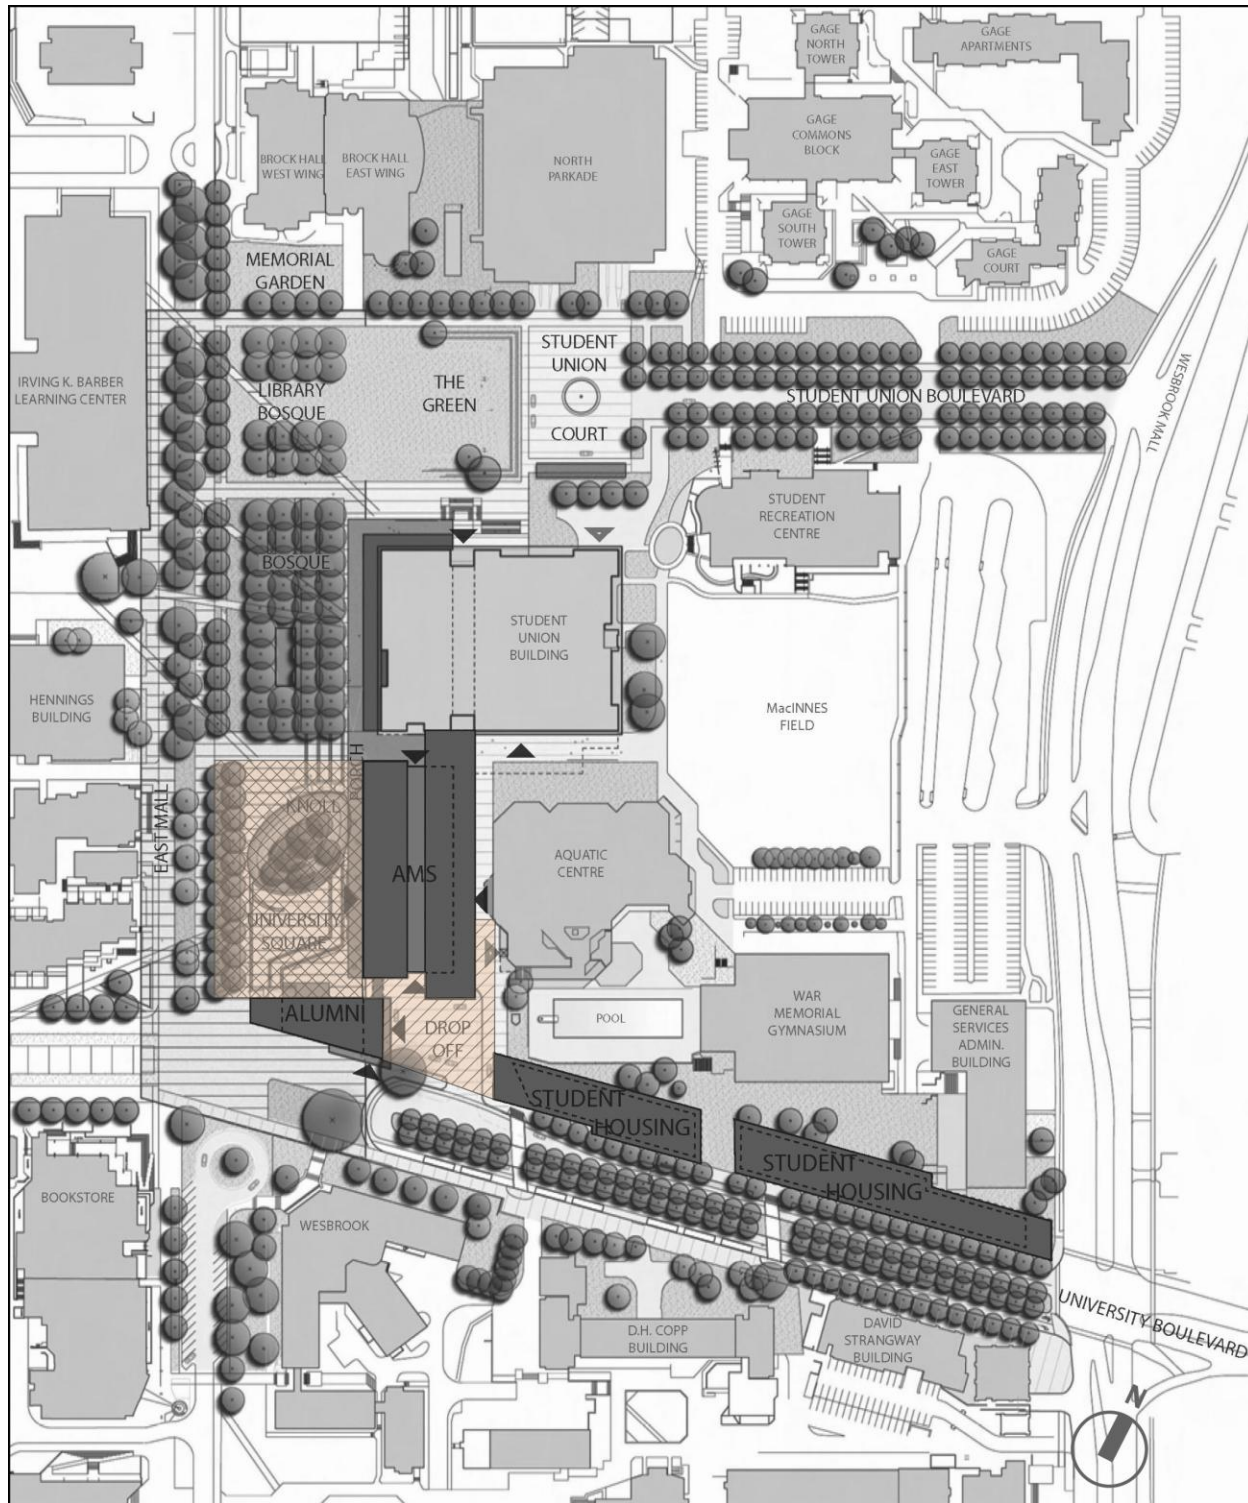 GAGE
NORTH
TOWER
GAGE
APARTMENTS
GAGE
COMMONS
BLOCK
BROCK HALL
WEST WING
BROCK HALL
EAST WING
NORTH
PARKADE
GAGE
EAST
TOWER
GAGE
SOUTH
TOWER
GAGE
COURT
MEMORIAL
GARDEN
STUDENT
UNION
COURT
IRVING K. BARBER
LEARNING CENTER
LIBRARY
BOSQUE
THE
GREEN
STUDENT UNION BOULEVARD
WESBROOK MALL
STUDENT
RECREATION
CENTRE
BOSQUE
STUDENT
UNION
BUILDING
HENNINGS
BUILDING
MacINNES
FIELD
PORCH
KNOLL
EAST MALL
AMS
AQUATIC
CENTRE
UNIVERSITY
SQUARE
ALUMNI
DROP
OFF
POOL
WAR
MEMORIAL
GYMNASIUM
GENERAL
SERVICES
ADMIN.
BUILDING
STUDENT
HOUSING
STUDENT
HOUSING
BOOKSTORE
WESBROOK
D.H. COPP
BUILDING
DAVID
STRANGWAY
BUILDING
UNIVERSITY BOULEVARD
N